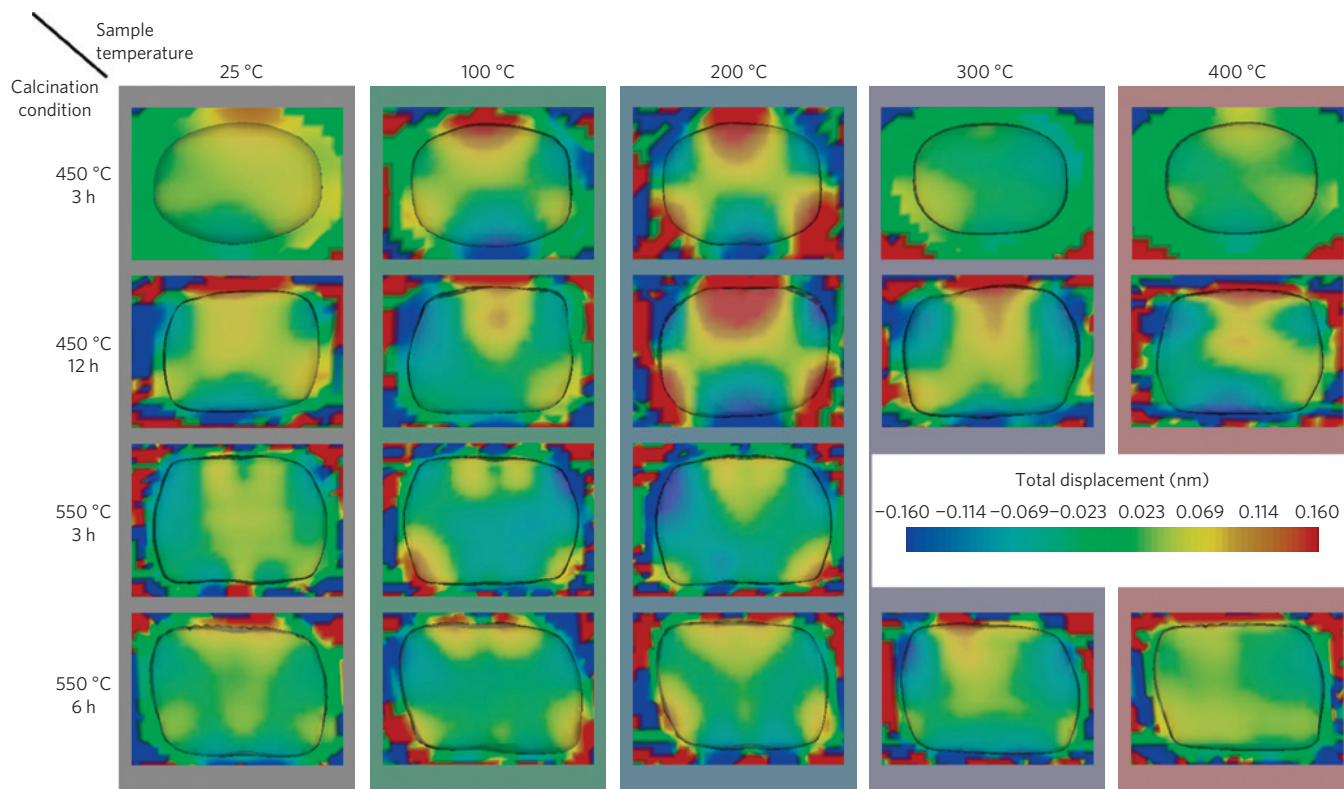 Sample
temperature
Calcination
condition
25 °C
100 °C
200 °C
300 °C
400 °C
450 °C
3 h
450 °C
12 h
550 °C
3 h
Total displacement (nm)
−0.160 −0.114 −0.069 −0.023 0.023 0.069 0.114 0.160
550 °C
6 h